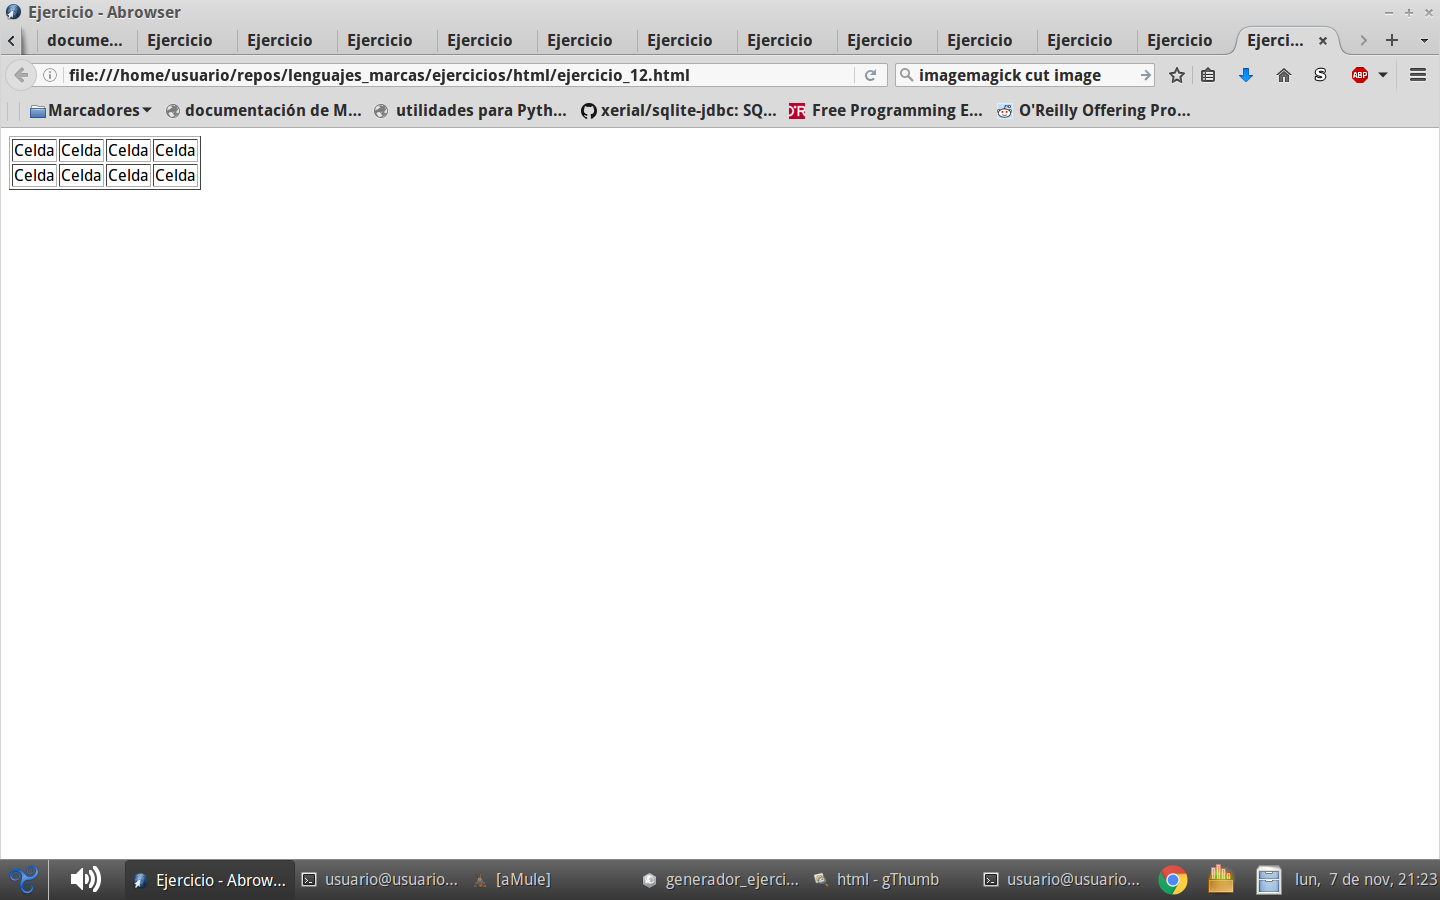 Ejercicio - Abrowser
docume... Ejercicio Ejercicio Ejercicio Ejercicio Ejercicio Ejercicio Ejercicio Ejercicio Ejercicio Ejercicio Ejercicio Ejerci...
file:///home/usuario/repos/lenguajes_marcas/ejercicios/html/ejercicio_12.html imagemagick cut image S ABP
Marcadores documentación de M... utilidades para Pyth... xerial/sqlite-jdbc: SQ... Free Programming E... O'Reilly Offering Pro...
Celda Celda Celda Celda
Celda Celda Celda Celda
Ejercicio - Abrow... usuario@usuario... [aMule] generador_ejerci... html - gThumb usuario@usuario... lun, 7 de nov, 21:23